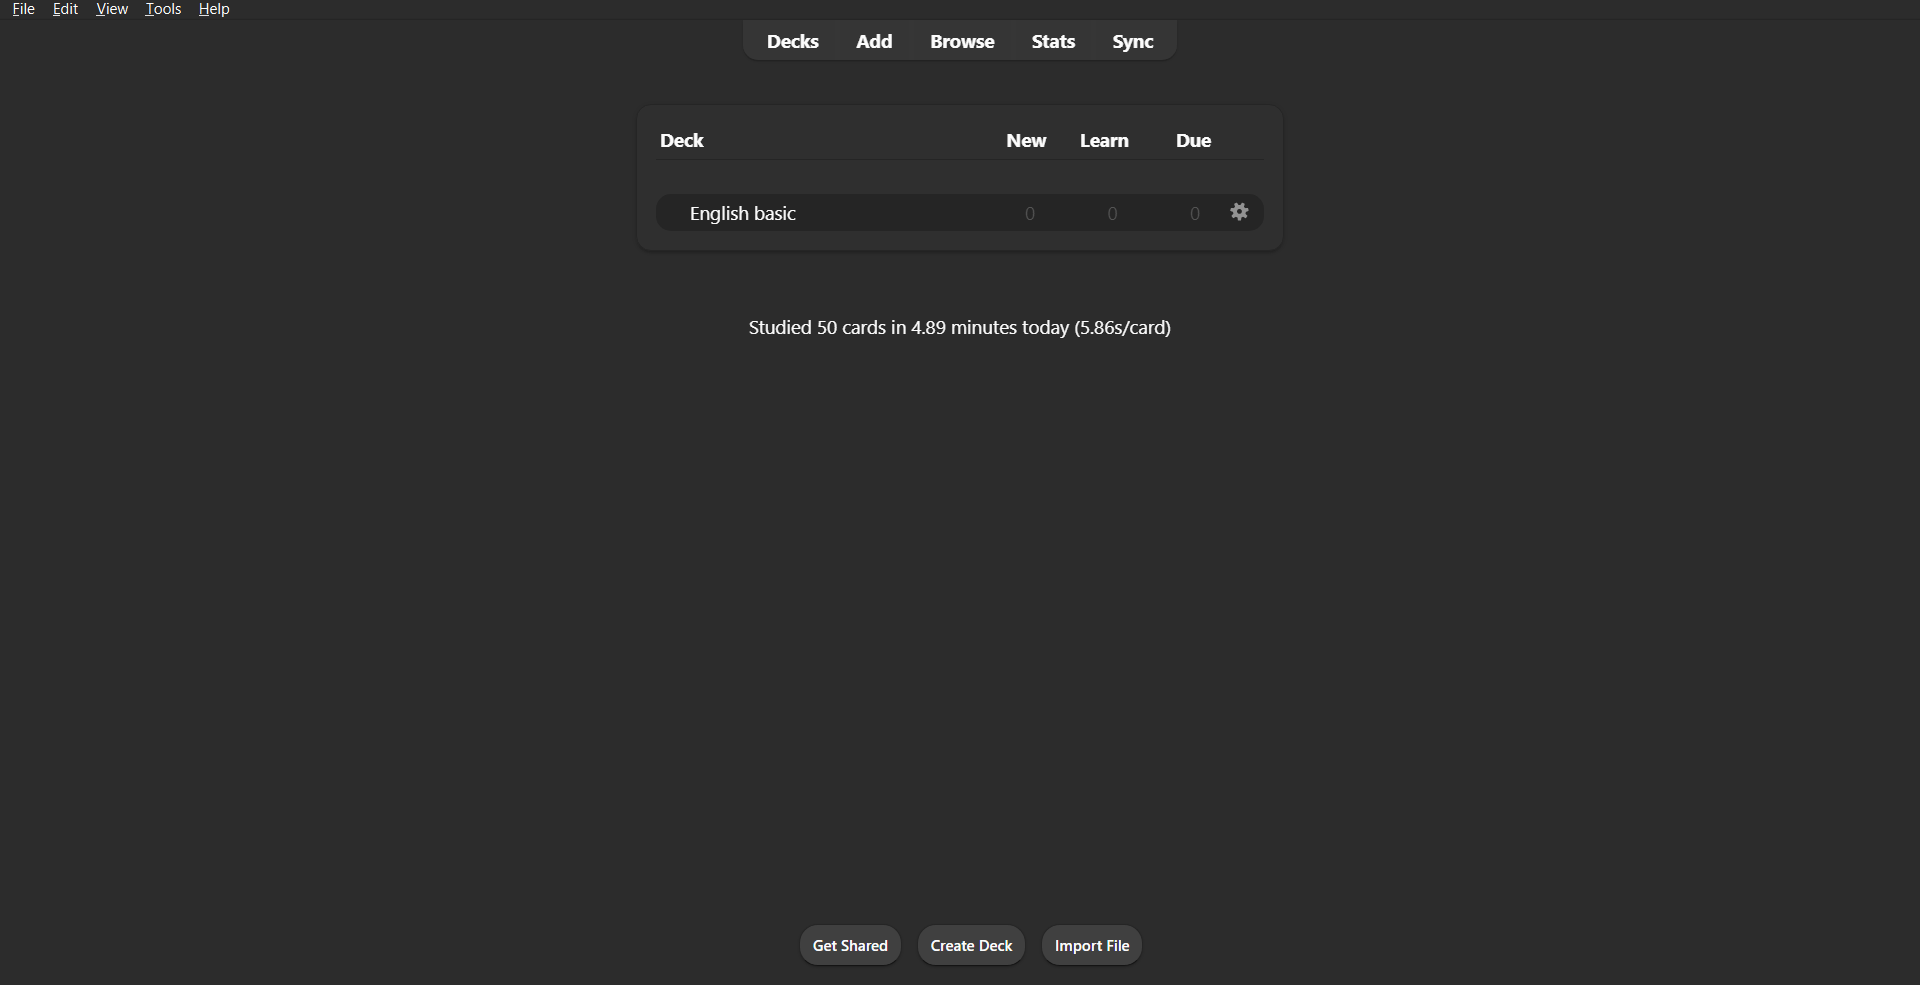 File Edit View Tools Help
Decks Add Browse Stats Sync
Deck New Learn Due
English basic 0 0 0
Studied 50 cards in 4.89 minutes today (5.86s/card)
Get Shared Create Deck Import File